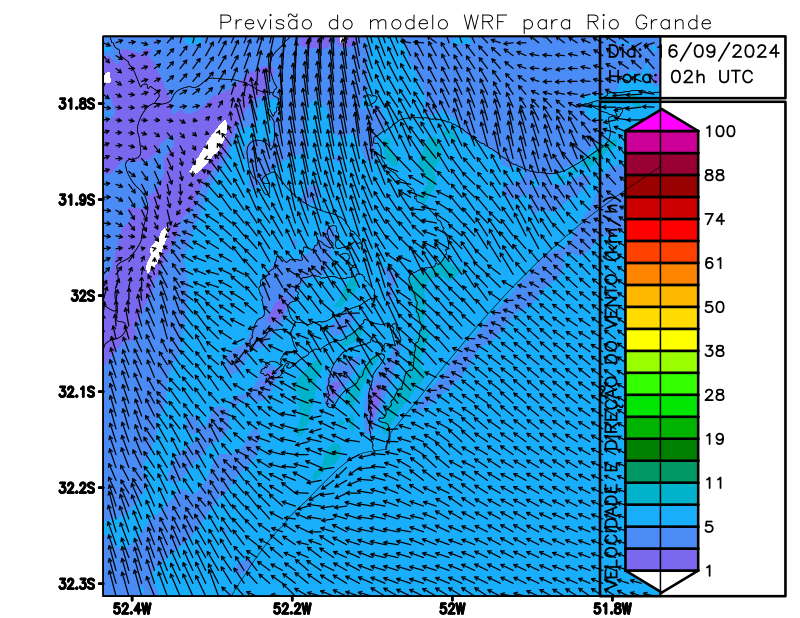 Previsão do modelo WRF para Rio Grande
Dia: 16/09/2024
Hora: 02h UTC
VELOCIDADE E DIREÇÃO DO VENTO (km/h)
100
88
74
61
50
38
28
19
11
5
1
31.8S
31.9S
32S
32.1S
32.2S
32.3S
52.4W
52.2W
52W
51.8W